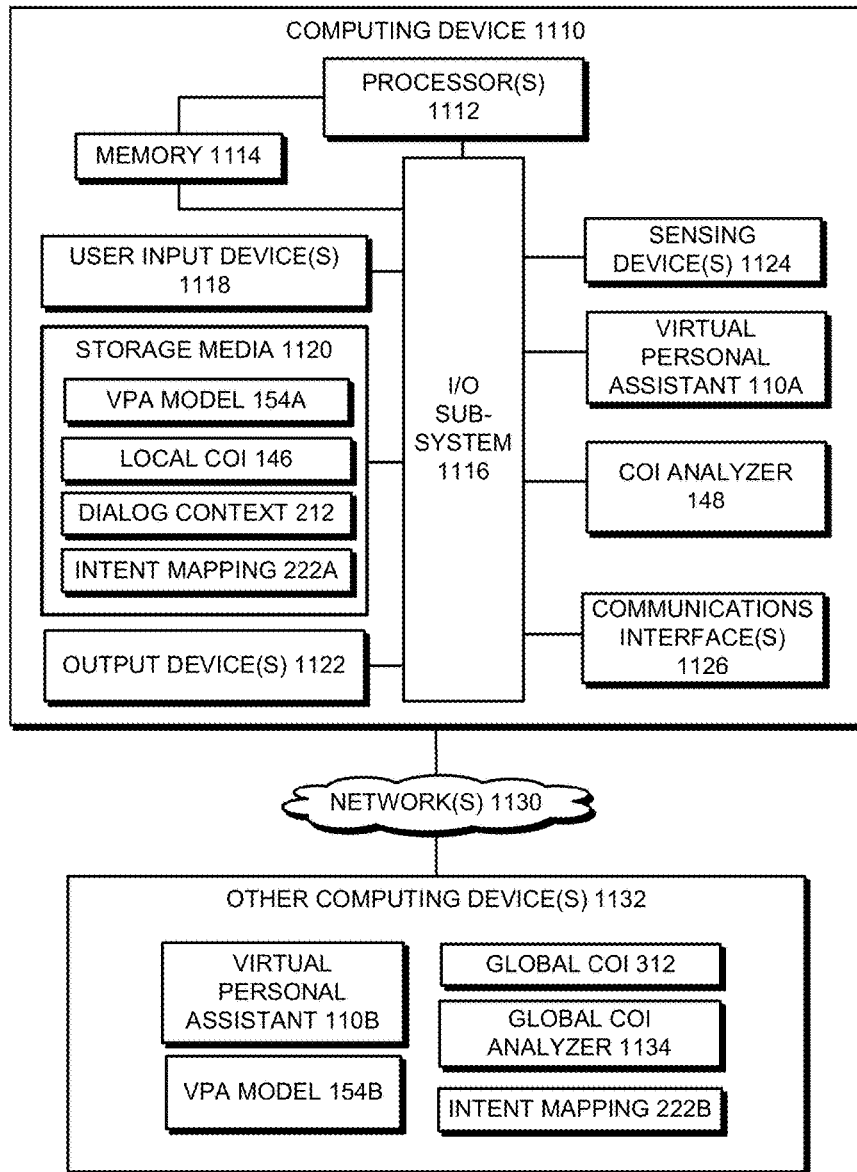 COMPUTING DEVICE 1110
PROCESSOR(S)
1112
MEMORY 1114
USER INPUT DEVICE(S)
1118
STORAGE MEDIA 1120
VPA MODEL 154A
LOCAL COI 146
DIALOG CONTEXT 212
INTENT MAPPING 222A
OUTPUT DEVICE(S) 1122
I/O
SUB-
SYSTEM
1116
SENSING
DEVICE(S) 1124
VIRTUAL
PERSONAL
ASSISTANT 110A
COI ANALYZER
148
COMMUNICATIONS
INTERFACE(S)
1126
NETWORK(S) 1130
OTHER COMPUTING DEVICE(S) 1132
VIRTUAL
PERSONAL
ASSISTANT 110B
VPA MODEL 154B
GLOBAL COI 312
GLOBAL COI
ANALYZER 1134
INTENT MAPPING 222B